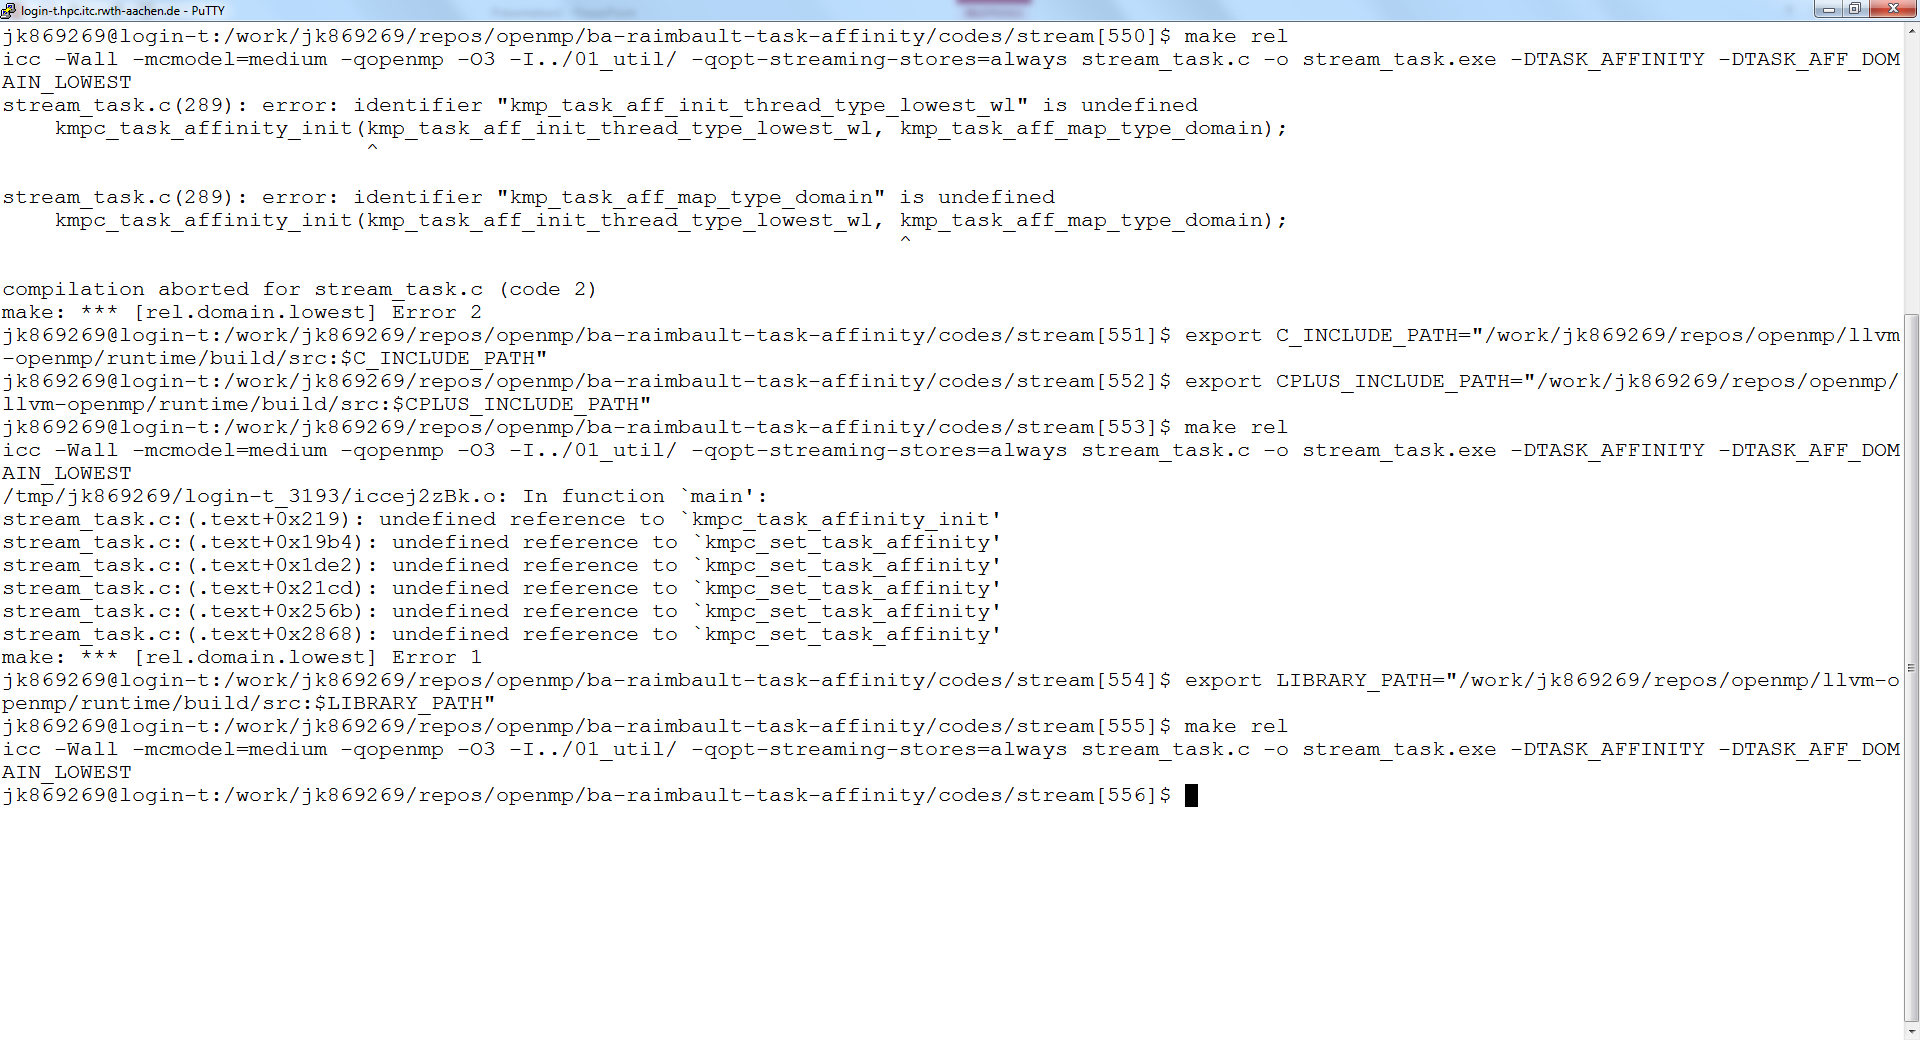 login-t.hpc.itc.rwth-aachen.de - PuTTY
jk869269@login-t:/work/jk869269/repos/openmp/ba-raimbault-task-affinity/codes/stream[550]$ make rel
icc -Wall -mcmodel=medium -qopenmp -O3 -I../01_util/ -qopt-streaming-stores=always stream_task.c -o stream_task.exe -DTASK_AFFINITY -DTASK_AFF_DOM
AIN_LOWEST
stream_task.c(289): error: identifier "kmp_task_aff_init_thread_type_lowest_wl" is undefined
    kmpc_task_affinity_init(kmp_task_aff_init_thread_type_lowest_wl, kmp_task_aff_map_type_domain);
                            ^
stream_task.c(289): error: identifier "kmp_task_aff_map_type_domain" is undefined
    kmpc_task_affinity_init(kmp_task_aff_init_thread_type_lowest_wl, kmp_task_aff_map_type_domain);
                                                                     ^
compilation aborted for stream_task.c (code 2)
make: *** [rel.domain.lowest] Error 2
jk869269@login-t:/work/jk869269/repos/openmp/ba-raimbault-task-affinity/codes/stream[551]$ export C_INCLUDE_PATH="/work/jk869269/repos/openmp/llvm
-openmp/runtime/build/src:$C_INCLUDE_PATH"
jk869269@login-t:/work/jk869269/repos/openmp/ba-raimbault-task-affinity/codes/stream[552]$ export CPLUS_INCLUDE_PATH="/work/jk869269/repos/openmp/
llvm-openmp/runtime/build/src:$CPLUS_INCLUDE_PATH"
jk869269@login-t:/work/jk869269/repos/openmp/ba-raimbault-task-affinity/codes/stream[553]$ make rel
icc -Wall -mcmodel=medium -qopenmp -O3 -I../01_util/ -qopt-streaming-stores=always stream_task.c -o stream_task.exe -DTASK_AFFINITY -DTASK_AFF_DOM
AIN_LOWEST
/tmp/jk869269/login-t_3193/iccej2zBk.o: In function `main':
stream_task.c:(.text+0x219): undefined reference to `kmpc_task_affinity_init'
stream_task.c:(.text+0x19b4): undefined reference to `kmpc_set_task_affinity'
stream_task.c:(.text+0x1de2): undefined reference to `kmpc_set_task_affinity'
stream_task.c:(.text+0x21cd): undefined reference to `kmpc_set_task_affinity'
stream_task.c:(.text+0x256b): undefined reference to `kmpc_set_task_affinity'
stream_task.c:(.text+0x2868): undefined reference to `kmpc_set_task_affinity'
make: *** [rel.domain.lowest] Error 1
jk869269@login-t:/work/jk869269/repos/openmp/ba-raimbault-task-affinity/codes/stream[554]$ export LIBRARY_PATH="/work/jk869269/repos/openmp/llvm-o
penmp/runtime/build/src:$LIBRARY_PATH"
jk869269@login-t:/work/jk869269/repos/openmp/ba-raimbault-task-affinity/codes/stream[555]$ make rel
icc -Wall -mcmodel=medium -qopenmp -O3 -I../01_util/ -qopt-streaming-stores=always stream_task.c -o stream_task.exe -DTASK_AFFINITY -DTASK_AFF_DOM
AIN_LOWEST
jk869269@login-t:/work/jk869269/repos/openmp/ba-raimbault-task-affinity/codes/stream[556]$